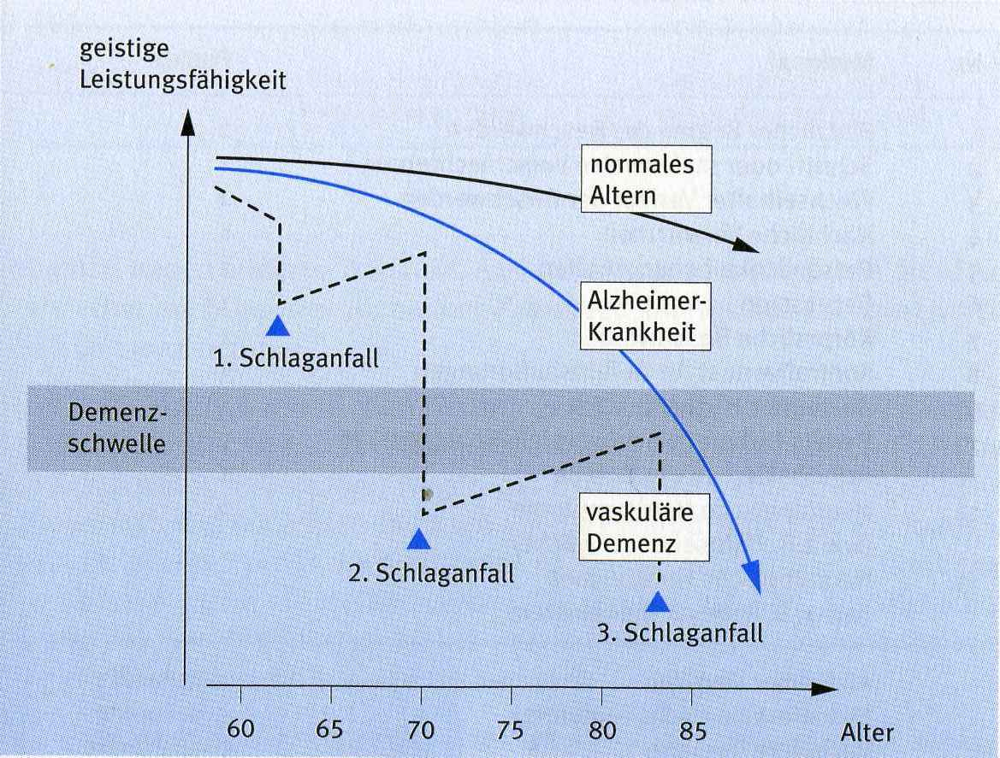 geistige
Leistungsfähigkeit
normales
Altern
Alzheimer-
Krankheit
1. Schlaganfall
Demenz-
schwelle
vaskuläre
Demenz
2. Schlaganfall
3. Schlaganfall
60 65 70 75 80 85 Alter